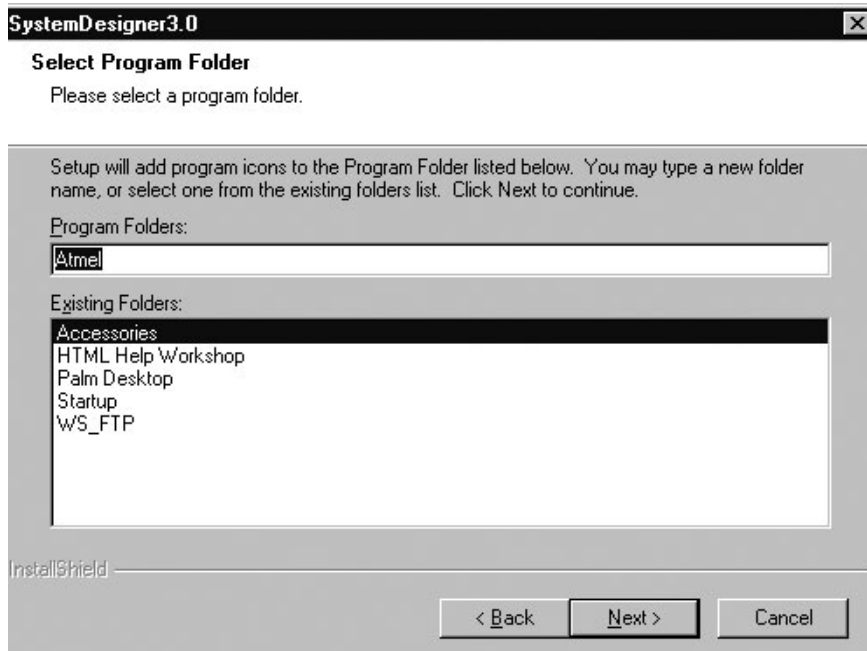 SystemDesigner3.0
Select Program Folder
Please select a program folder.
Setup will add program icons to the Program Folder listed below. You may type a new folder
name, or select one from the existing folders list. Click Next to continue.
Program Folders:
Atmel
Existing Folders:
Accessories
HTML Help Workshop
Palm Desktop
Startup
WS_FTP
InstallShield
< Back Next > Cancel